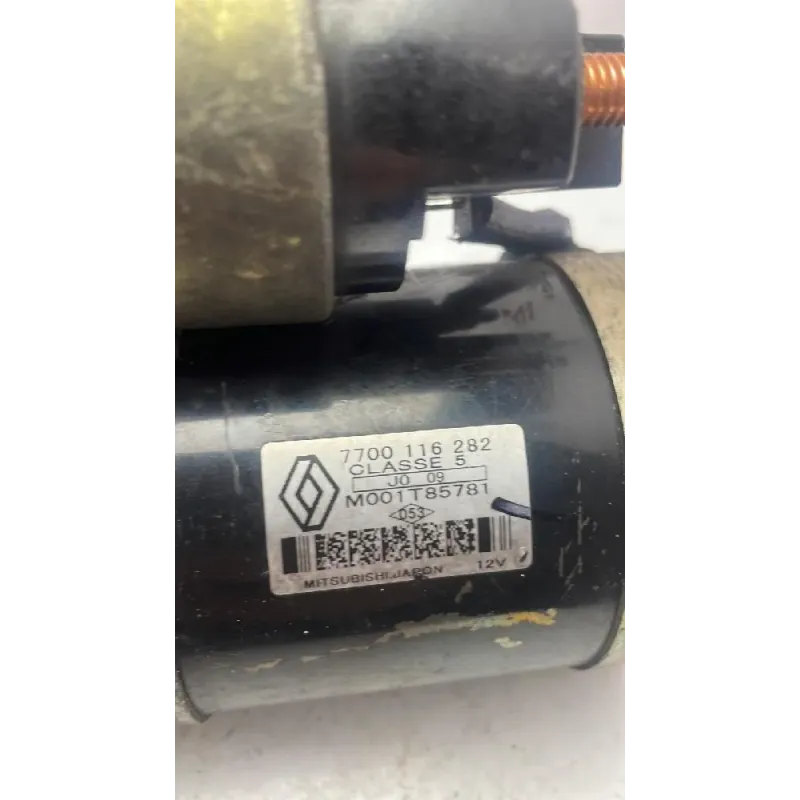 7700 116 282
CLASSE 5
J0 09
M001T85781
D53
MITSUBISHI.JAPON 12V